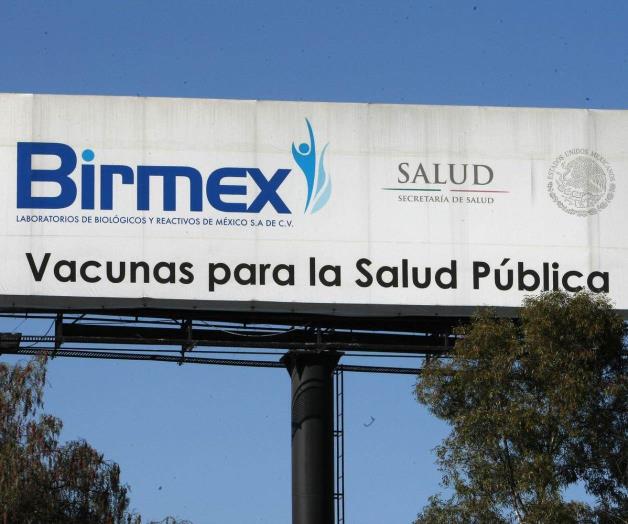 Birmex
LABORATORIOS DE BIOLÓGICOS Y REACTIVOS DE MÉXICO S.A DE C.V.
SALUD
SECRETARÍA DE SALUD
ESTADOS UNIDOS MEXICANOS
Vacunas para la Salud Pública